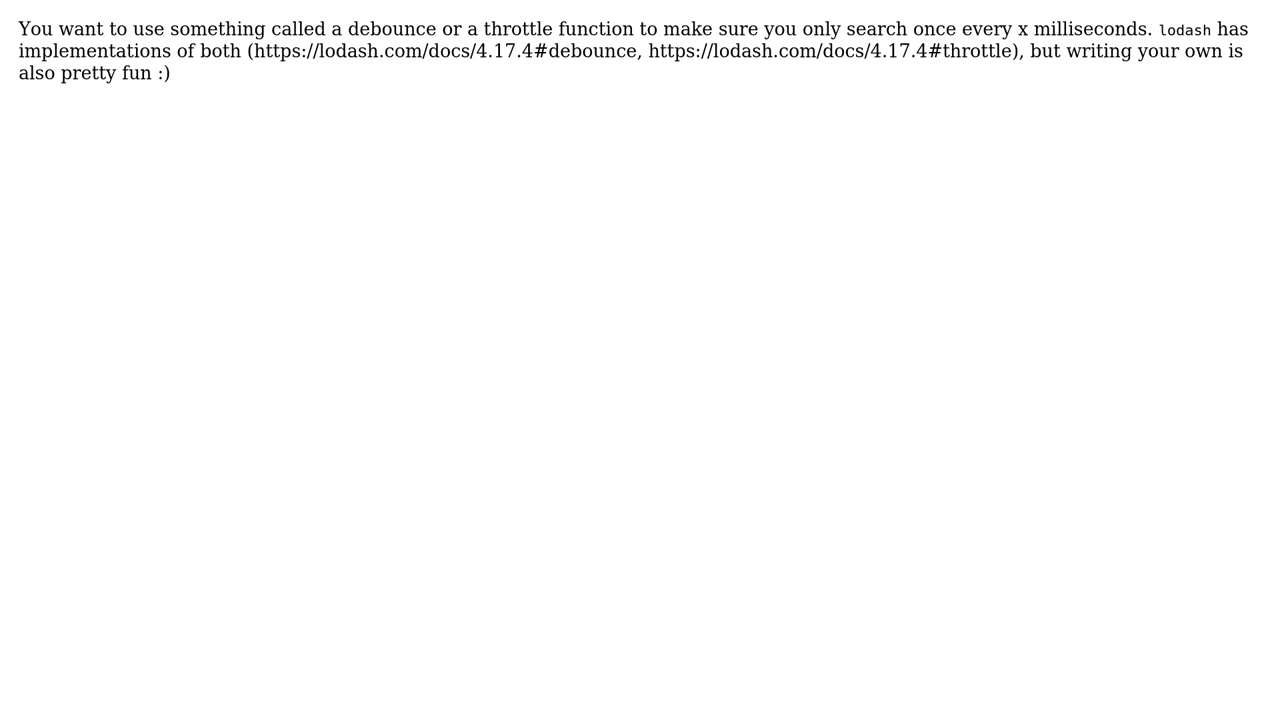 You want to use something called a debounce or a throttle function to make sure you only search once every x milliseconds. lodash has
implementations of both (https://lodash.com/docs/4.17.4#debounce, https://lodash.com/docs/4.17.4#throttle), but writing your own is
also pretty fun :)